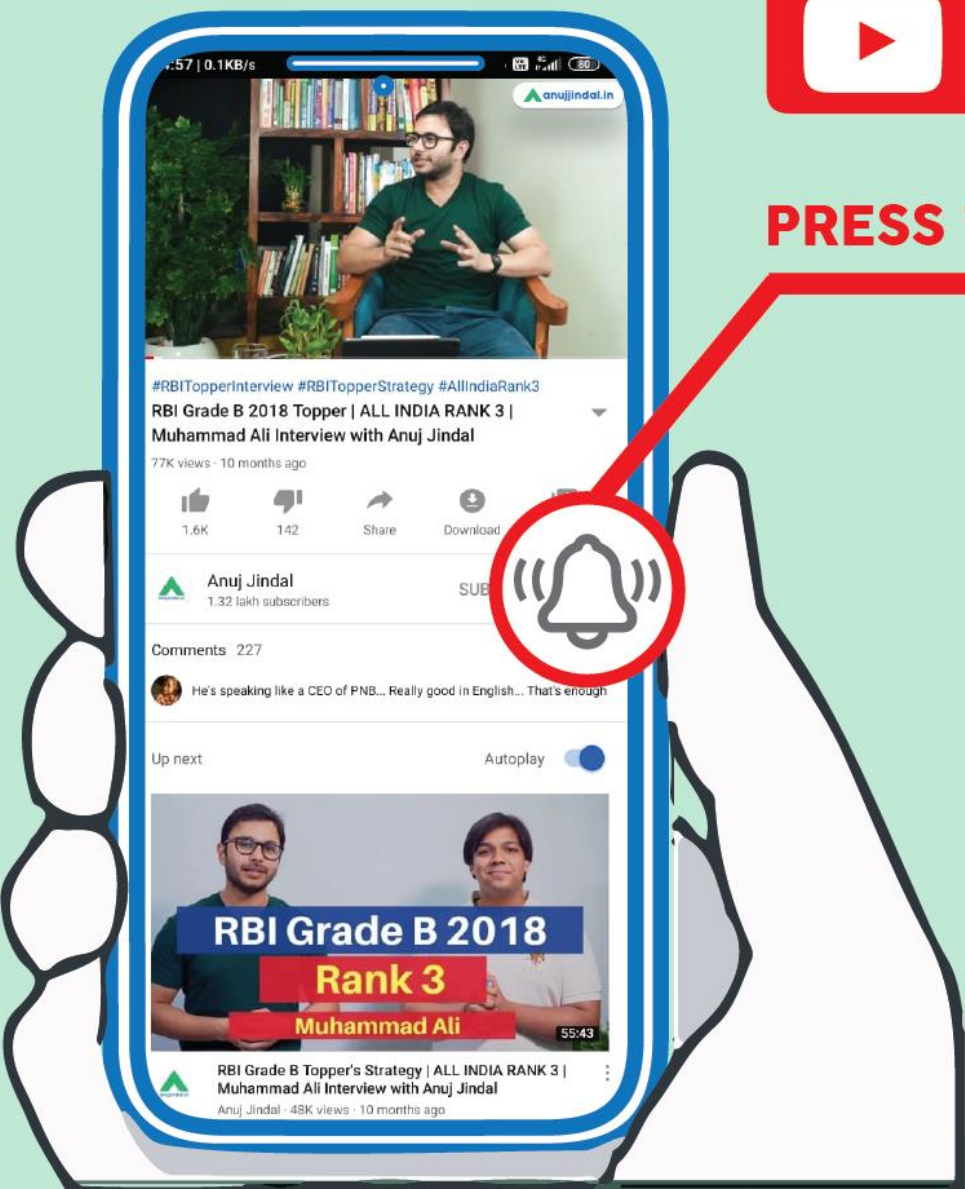 :57 | 0.1KB/s
80
anujjindal.in
PRESS
#RBITopperInterview #RBITopperStrategy #AllIndiaRank3
RBI Grade B 2018 Topper | ALL INDIA RANK 3 |
Muhammad Ali Interview with Anuj Jindal
77K views · 10 months ago
1.6K 142 Share Download
Anuj Jindal
1.32 lakh subscribers
SUB
Comments 227
He's speaking like a CEO of PNB... Really good in English... That's enough
Up next Autoplay
RBI Grade B 2018
Rank 3
Muhammad Ali
55:43
RBI Grade B Topper's Strategy | ALL INDIA RANK 3 |
Muhammad Ali Interview with Anuj Jindal
Anuj Jindal · 48K views · 10 months ago